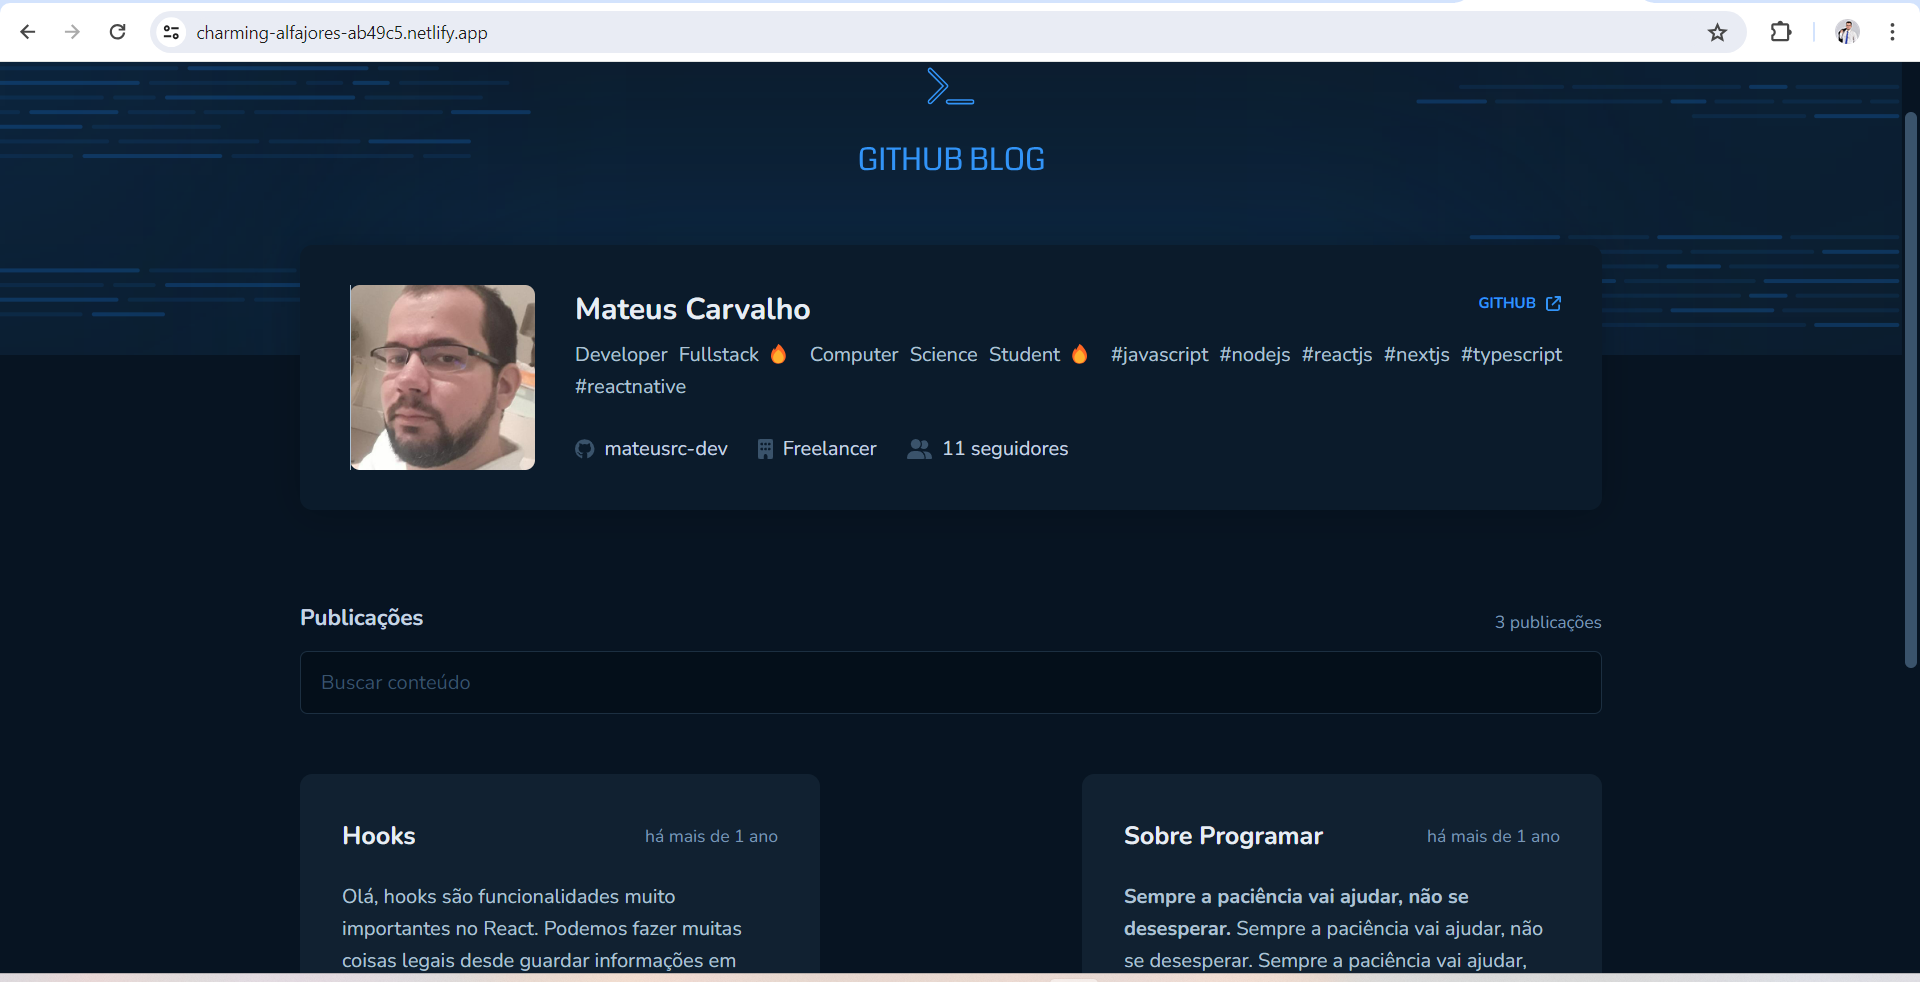 charming-alfajores-ab49c5.netlify.app
GITHUB BLOG
Mateus Carvalho
GITHUB
Developer Fullstack 🔥 Computer Science Student 🔥 #javascript #nodejs #reactjs #nextjs #typescript
#reactnative
mateusrc-dev
Freelancer
11 seguidores
Publicações
3 publicações
Buscar conteúdo
Hooks
há mais de 1 ano
Olá, hooks são funcionalidades muito
importantes no React. Podemos fazer muitas
coisas legais desde guardar informações em
Sobre Programar
há mais de 1 ano
Sempre a paciência vai ajudar, não se
desesperar. Sempre a paciência vai ajudar, não
se desesperar. Sempre a paciência vai ajudar,